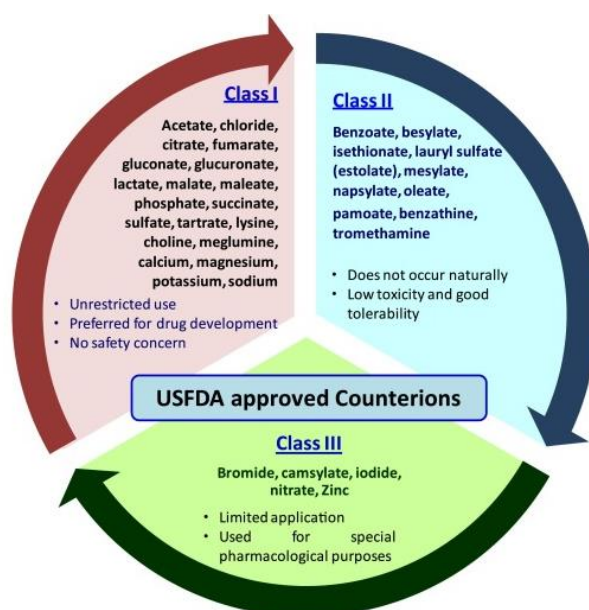 Class I
Acetate, chloride,
citrate, fumarate,
gluconate, glucuronate,
lactate, malate, maleate,
phosphate, succinate,
sulfate, tartrate, lysine,
choline, meglumine,
calcium, magnesium,
potassium, sodium
• Unrestricted use
• Preferred for drug development
• No safety concern
Class II
Benzoate, besylate,
isethionate, lauryl sulfate
(estolate), mesylate,
napsylate, oleate,
pamoate, benzathine,
tromethamine
• Does not occur naturally
• Low toxicity and good
tolerability
USFDA approved Counterions
Class III
Bromide, camsylate, iodide,
nitrate, Zinc
• Limited application
• Used for special
pharmacological purposes